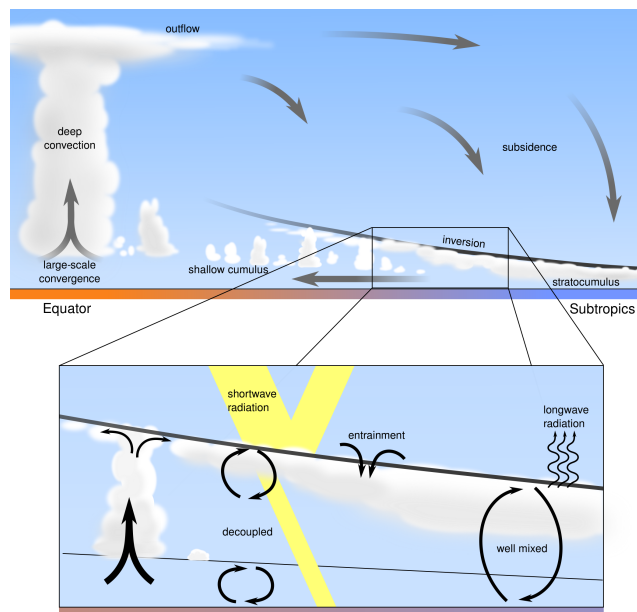 outflow
deep
convection
subsidence
inversion
large-scale
convergence
shallow cumulus
stratocumulus
Equator
Subtropics
shortwave
radiation
entrainment
longwave
radiation
decoupled
well mixed